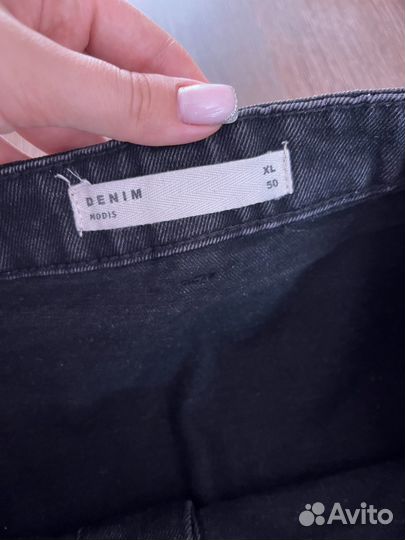 DENIM
MODIS
XL
50
Avito